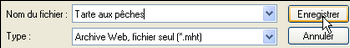 Nom du fichier : Tarte aux pêches Enregistrer
Type : Archive Web, fichier seul (*.mht) Annuler